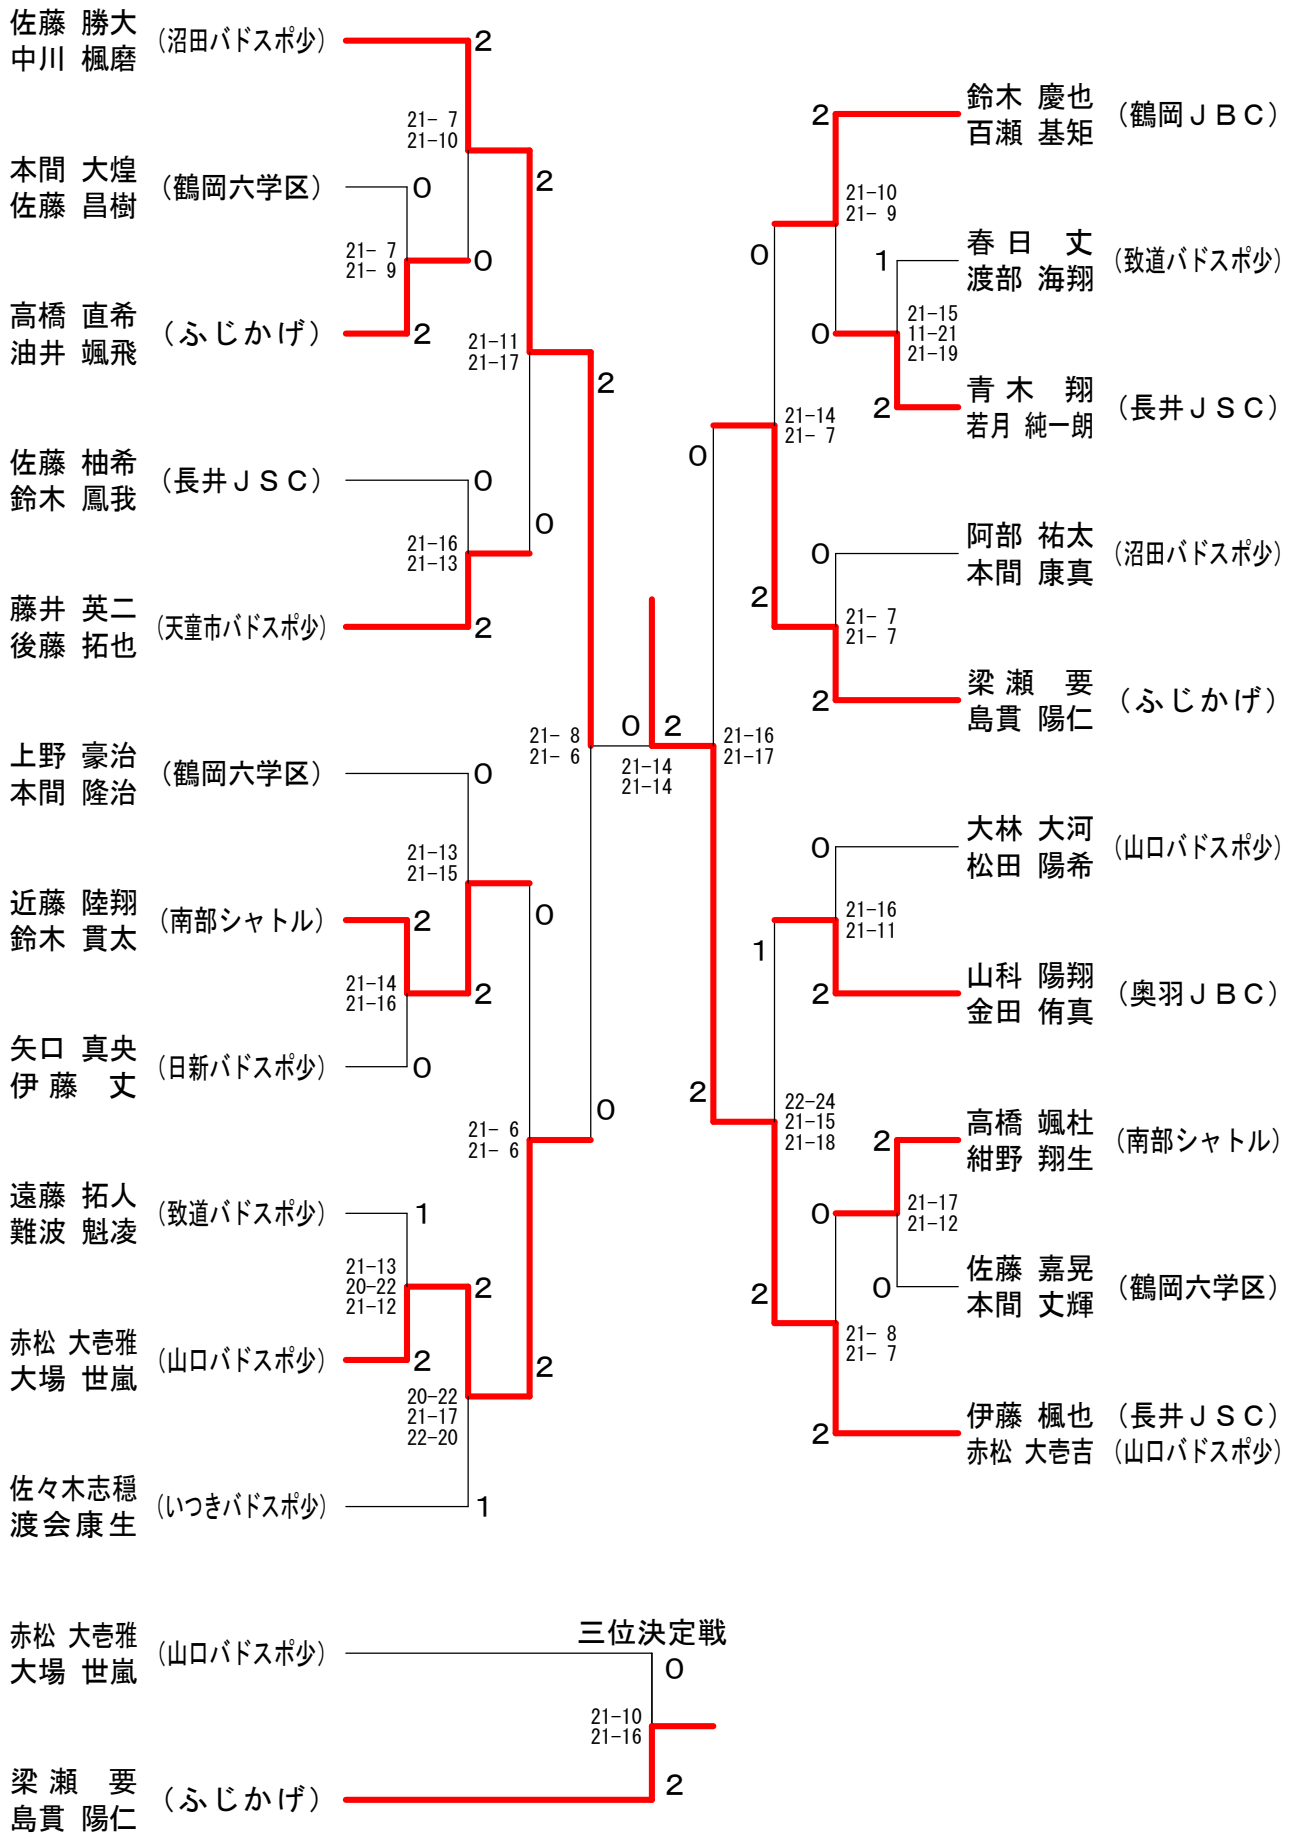 佐藤 勝大
中川 楓磨
(沼田バドスポ少)
2
21- 7
21-10
本間 大煌
佐藤 昌樹
(鶴岡六学区)
0
2
21- 7
21- 9
0
高橋 直希
油井 颯飛
(ふじかげ)
2
21-11
21-17
2
佐藤 柚希
鈴木 鳳我
(長井JSC)
0
0
21-16
21-13
藤井 英二
後藤 拓也
(天童市バドスポ少)
2
上野 豪治
本間 隆治
(鶴岡六学区)
0
21- 8
21- 6
21-13
21-15
近藤 陸翔
鈴木 貫太
(南部シャトル)
2
0
21-14
21-16
2
矢口 真央
伊藤 丈
(日新バドスポ少)
0
0
21- 6
21- 6
遠藤 拓人
難波 魁凌
(致道バドスポ少)
1
21-13
20-22
21-12
2
赤松 大壱雅
大場 世嵐
(山口バドスポ少)
2
2
20-22
21-17
22-20
佐々木志穏
渡会康生
(いつきバドスポ少)
1
0
2
21-14
21-14
2
鈴木 慶也
百瀬 基矩
(鶴岡JBC)
21-10
21- 9
0
1
春日 丈
渡部 海翔
(致道バドスポ少)
0
21-15
11-21
21-19
2
青木 翔
若月 純一朗
(長井JSC)
21-14
21- 7
0
0
阿部 祐太
本間 康真
(沼田バドスポ少)
2
21- 7
21- 7
2
梁瀬 要
島貫 陽仁
(ふじかげ)
21-16
21-17
0
大林 大河
松田 陽希
(山口バドスポ少)
21-16
21-11
1
2
山科 陽翔
金田 侑真
(奥羽JBC)
2
22-24
21-15
21-18
2
高橋 颯杜
紺野 翔生
(南部シャトル)
0
21-17
21-12
0
佐藤 嘉晃
本間 丈輝
(鶴岡六学区)
2
21- 8
21- 7
2
伊藤 楓也 (長井JSC)
赤松 大壱吉 (山口バドスポ少)
三位決定戦
赤松 大壱雅
大場 世嵐
(山口バドスポ少)
0
21-10
21-16
梁瀬 要
島貫 陽仁
(ふじかげ)
2